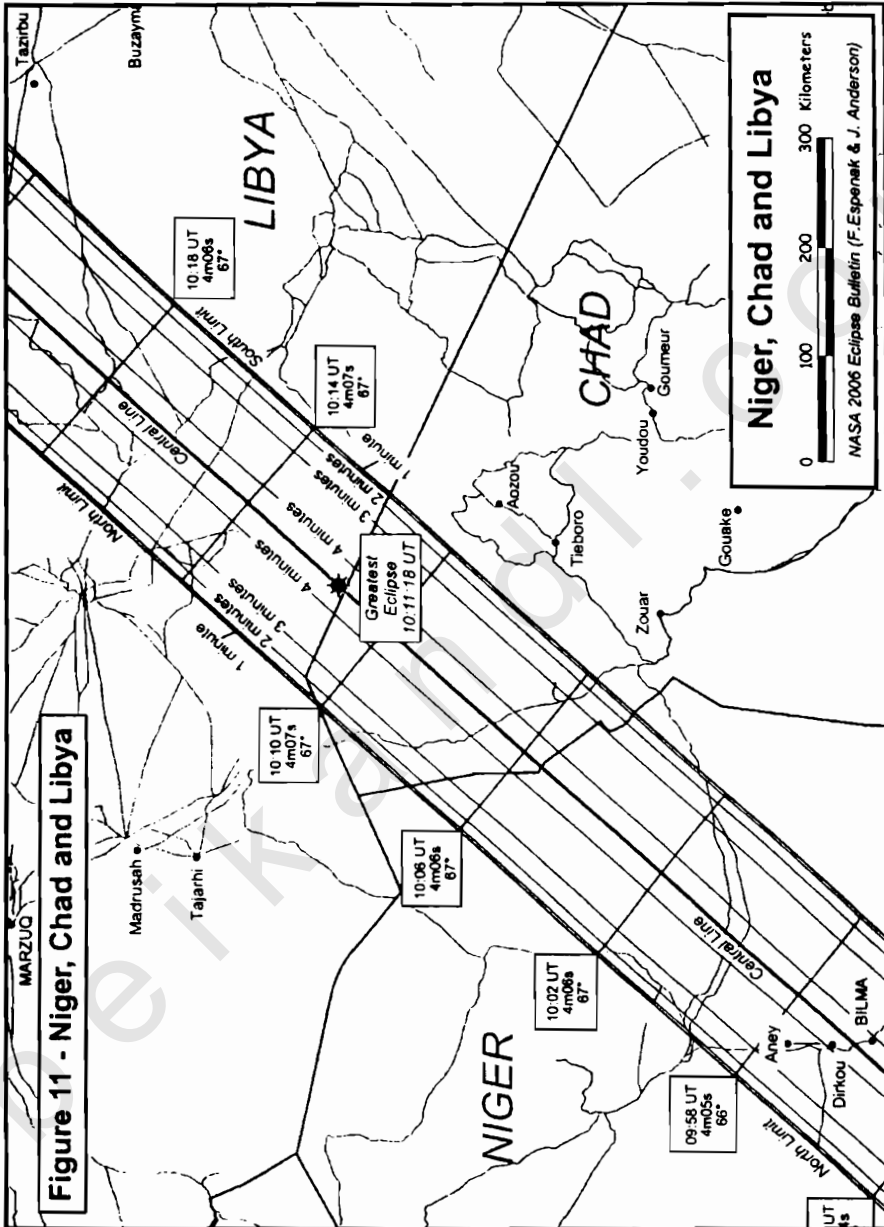 Figure 11 - Niger, Chad and Libya
MARZUQ
Madrusah
Tajarhi
Tazirbu
LIBYA
North Limit
Central Line
South Limit
10:18 UT
4m06s
67°
10:14 UT
4m07s
67°
1 minute
2 minutes
3 minutes
4 minutes
4 minutes
3 minutes
2 minutes
1 minute
Greatest
Eclipse
10:11:18 UT
10:10 UT
4m07s
67°
10:06 UT
4m06s
67°
10:02 UT
4m06s
67°
09:58 UT
4m05s
66°
UT
NIGER
North Limit
Central Line
Aney
Dirkou
BILMA
CHAD
Aozou
Tieboro
Youdou
Goumeur
Zouar
Gouake
Niger, Chad and Libya
0 100 200 300 Kilometers
NASA 2006 Eclipse Bulletin (F.Espenak & J. Anderson)